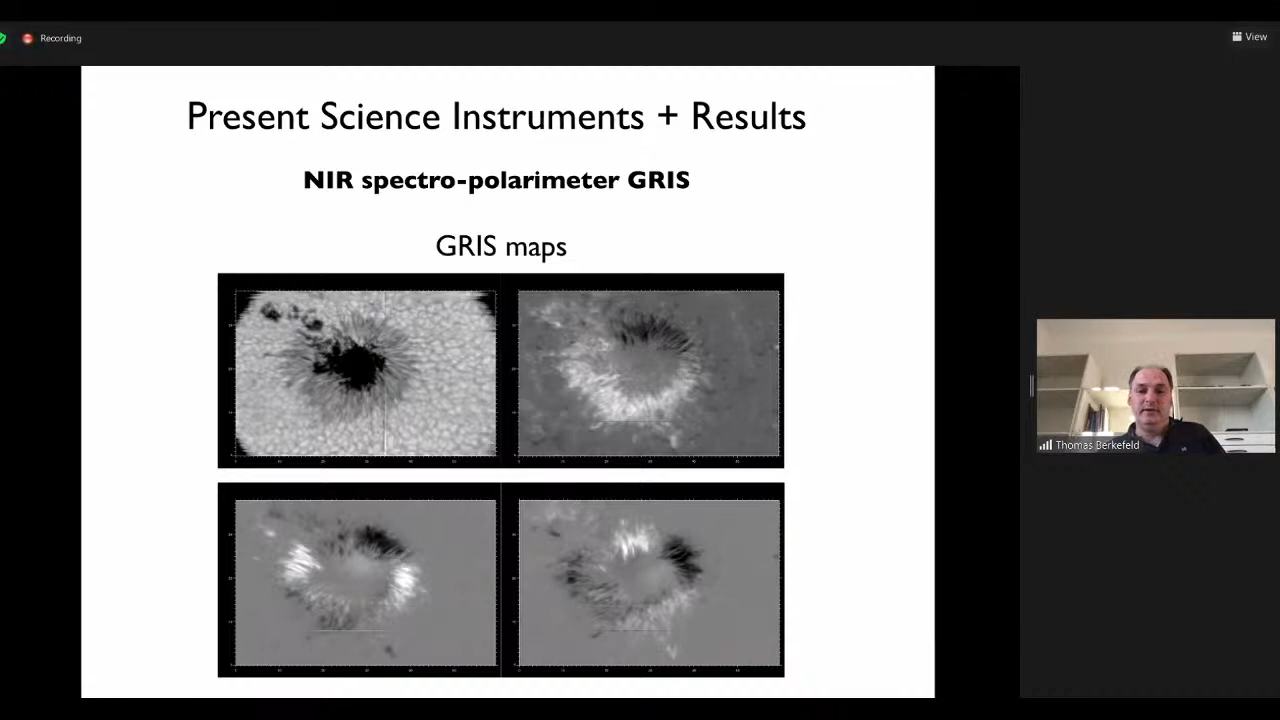 Recording
View
Present Science Instruments + Results
NIR spectro-polarimeter GRIS
GRIS maps
Thomas Berkefeld